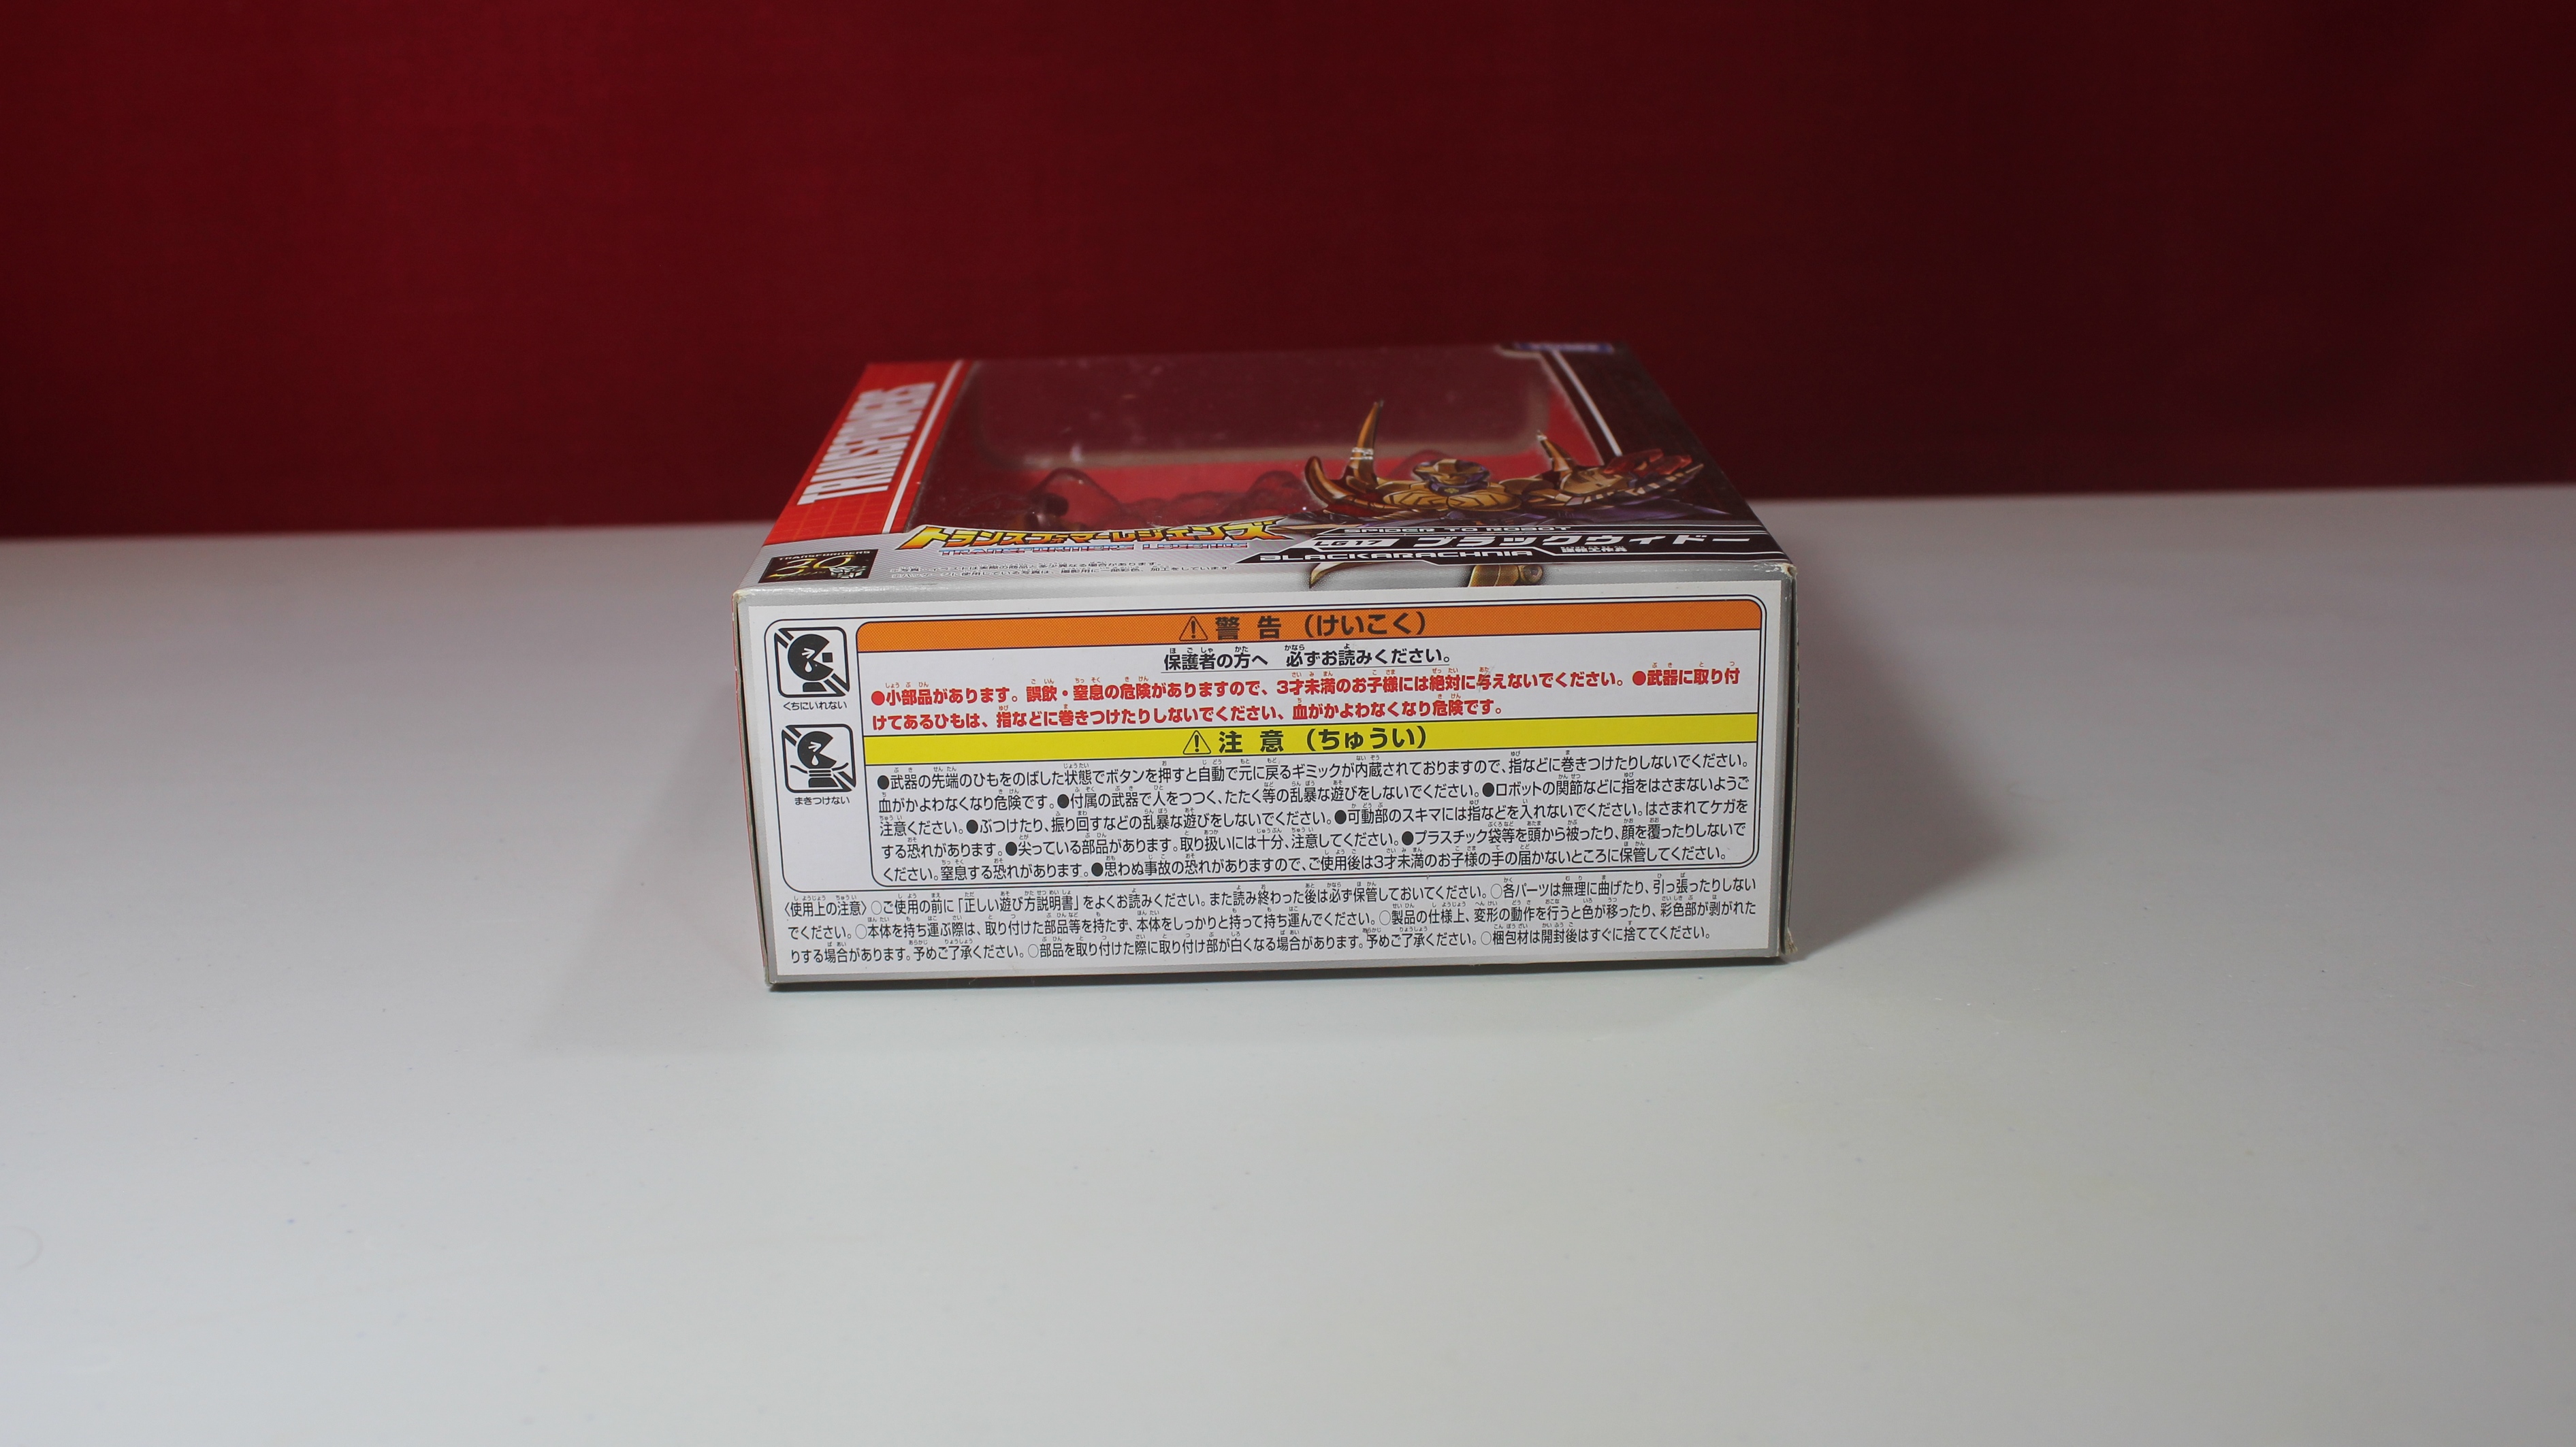 TRANSFORMERS
トランスフォーマーレジェンズ
TRANSFORMERS LEGENDS
SPIDER TO ROBOT
LG17 ブラックウィドー
BLACKARACHNIA
TRANSFORMERS
くちにいれない
まきつけない
警告(けいこく)
保護者の方へ 必ずお読みください。
●小部品があります。誤飲・窒息の危険がありますので、3才未満のお子様には絶対に与えないでください。●武器に取り付
けてあるひもは、指などに巻きつけたりしないでください、血がかよわなくなり危険です。
注意(ちゅうい)
●武器の先端のひもをのばした状態でボタンを押すと自動で元に戻るギミックが内蔵されておりますので、指などに巻きつけたりしないでください。
血がかよわなくなり危険です。●付属の武器で人をつつく、たたく等の乱暴な遊びをしないでください。●ロボットの関節などに指をはさまないようご
注意ください。●ぶつけたり、振り回すなどの乱暴な遊びをしないでください。●可動部のスキマには指などを入れないでください。はさまれてケガを
する恐れがあります。●尖っている部品があります。取り扱いには十分、注意してください。●プラスチック袋等を頭から被ったり、顔を覆ったりしないで
ください。窒息する恐れがあります。●思わぬ事故の恐れがありますので、ご使用後は3才未満のお子様の手の届かないところに保管してください。
〈使用上の注意〉○ご使用の前に「正しい遊び方説明書」をよくお読みください。また読み終わった後は必ず保管しておいてください。○各パーツは無理に曲げたり、引っ張ったりしない
でください。○本体を持ち運ぶ際は、取り付けた部品等を持たず、本体をしっかりと持って持ち運んでください。○製品の仕様上、変形の動作を行うと色が移ったり、彩色部が剥がれた
りする場合があります。予めご了承ください。○部品を取り付けた際に取り付け部が白くなる場合があります。予めご了承ください。○梱包材は開封後はすぐに捨ててください。